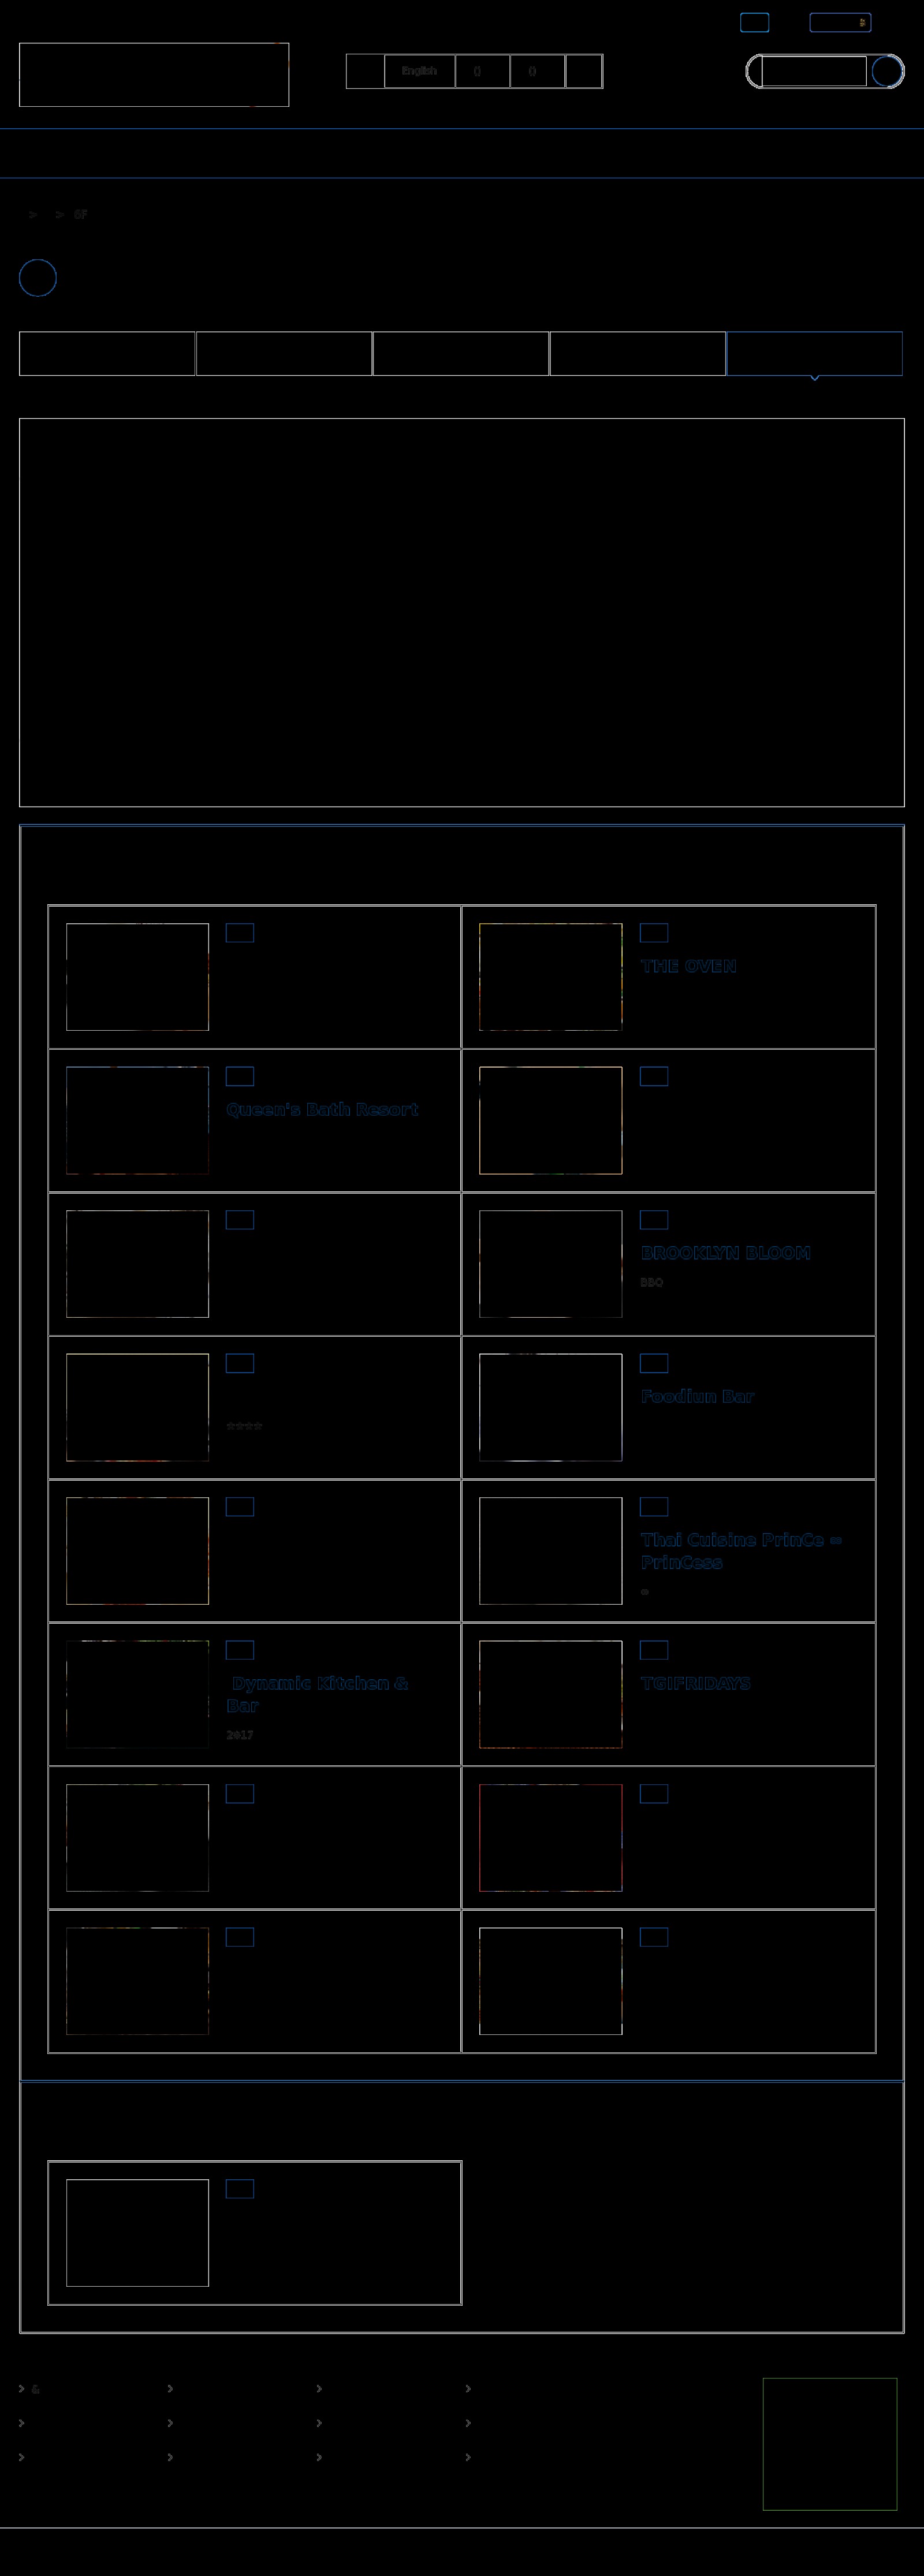 English
()
()
> > 6F
THE OVEN
Queen's Bath Resort
BROOKLYN BLOOM
BBQ
☆☆☆☆
Foodiun Bar
Thai Cuisine PrinCe =
PrinCess
=
Dynamic Kitchen &
Bar
2017
TGIFRIDAYS
&